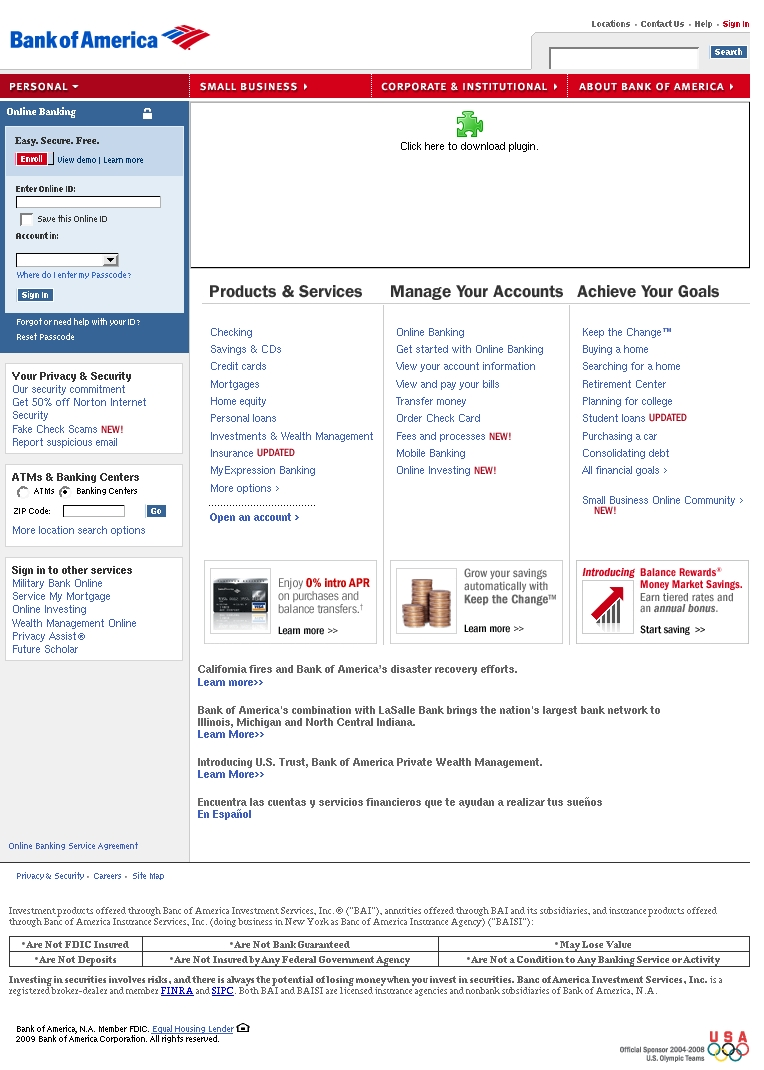 Locations • Contact Us • Help • Sign In
Bank of America
Search
PERSONAL
SMALL BUSINESS
CORPORATE & INSTITUTIONAL
ABOUT BANK OF AMERICA
Online Banking
Easy. Secure. Free.
Enroll View demo | Learn more
Enter Online ID:
Save this Online ID
Account in:
Where do I enter my Passcode?
Sign In
Forgot or need help with your ID?
Reset Passcode
Click here to download plugin.
Your Privacy & Security
Our security commitment
Get 50% off Norton Internet
Security
Fake Check Scams NEW!
Report suspicious email
ATMs & Banking Centers
ATMs Banking Centers
ZIP Code: Go
More location search options
Sign in to other services
Military Bank Online
Service My Mortgage
Online Investing
Wealth Management Online
Privacy Assist®
Future Scholar
Products & Services
Checking
Savings & CDs
Credit cards
Mortgages
Home equity
Personal loans
Investments & Wealth Management
Insurance UPDATED
MyExpression Banking
More options ›
Open an account ›
Manage Your Accounts
Online Banking
Get started with Online Banking
View your account information
View and pay your bills
Transfer money
Order Check Card
Fees and processes NEW!
Mobile Banking
Online Investing NEW!
Achieve Your Goals
Keep the Change™
Buying a home
Searching for a home
Retirement Center
Planning for college
Student loans UPDATED
Purchasing a car
Consolidating debt
All financial goals ›
Small Business Online Community ›
NEW!
Enjoy 0% intro APR
on purchases and
balance transfers.†
Learn more >>
Grow your savings
automatically with
Keep the Change™
Learn more >>
Introducing Balance Rewards®
Money Market Savings.
Earn tiered rates and
an annual bonus.
Start saving >>
California fires and Bank of America's disaster recovery efforts.
Learn more>>
Bank of America's combination with LaSalle Bank brings the nation's largest bank network to
Illinois, Michigan and North Central Indiana.
Learn More>>
Introducing U.S. Trust, Bank of America Private Wealth Management.
Learn More>>
Encuentra las cuentas y servicios financieros que te ayudan a realizar tus sueños
En Español
Online Banking Service Agreement
Privacy & Security • Careers • Site Map
Investment products offered through Banc of America Investment Services, Inc.® ("BAI"), annuities offered through BAI and its subsidiaries, and insurance products offered
through Banc of America Insurance Services, Inc. (doing business in New York as Banc of America Insurance Agency) ("BAISI"):
•Are Not FDIC Insured •Are Not Bank Guaranteed •May Lose Value
•Are Not Deposits •Are Not Insured by Any Federal Government Agency •Are Not a Condition to Any Banking Service or Activity
Investing in securities involves risks, and there is always the potential of losing money when you invest in securities. Banc of America Investment Services, Inc. is a
registered broker-dealer and member FINRA and SIPC. Both BAI and BAISI are licensed insurance agencies and nonbank subsidiaries of Bank of America, N.A.
Bank of America, N.A. Member FDIC. Equal Housing Lender
2009 Bank of America Corporation. All rights reserved.
Official Sponsor 2004-2008
U.S. Olympic Teams
USA